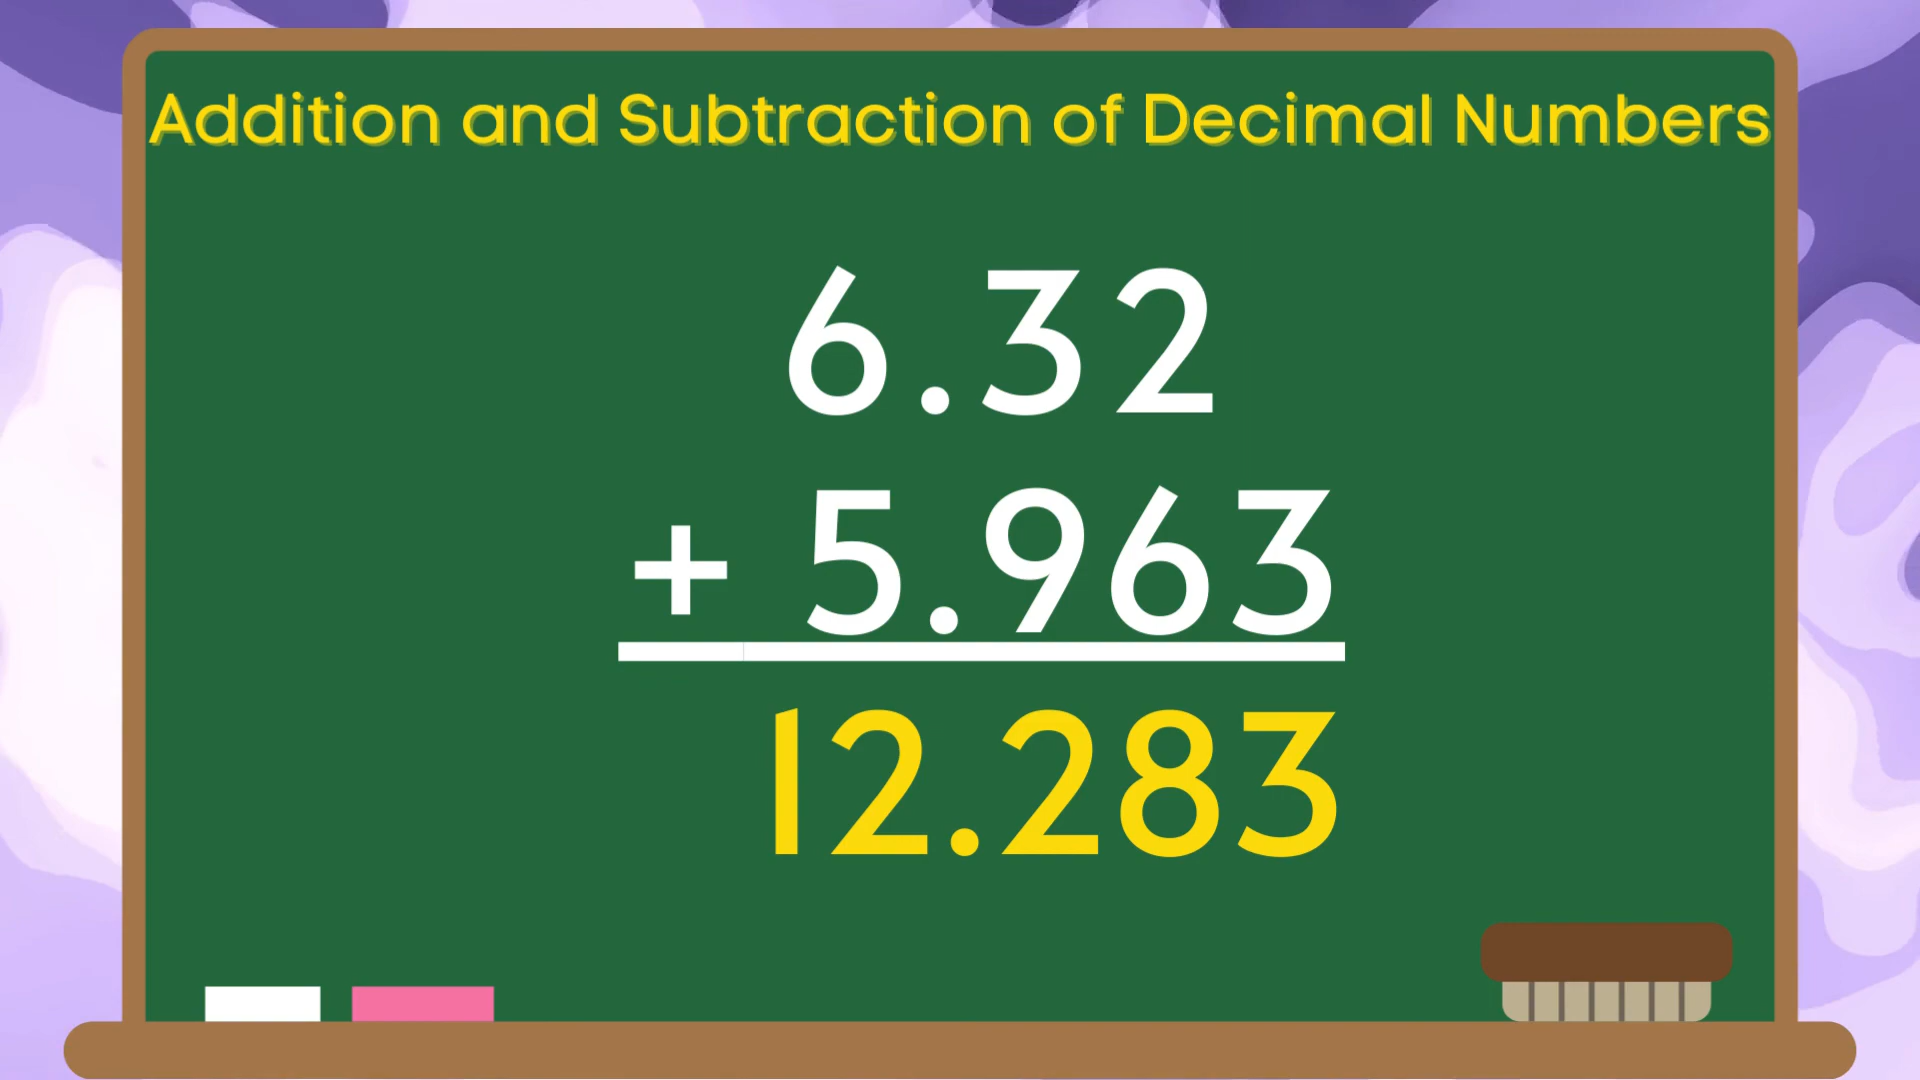 Addition and Subtraction of Decimal Numbers
6.32
+ 5.963
12.283